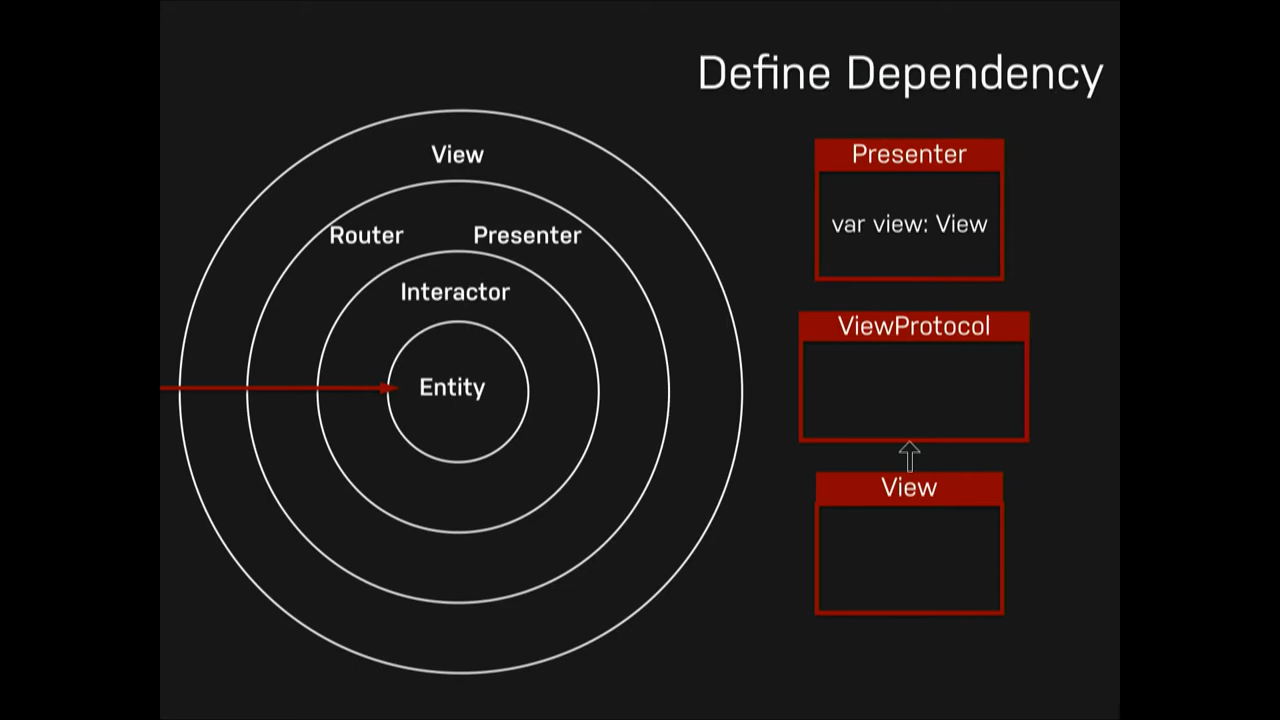 Define Dependency
View
Router
Presenter
Interactor
Entity
Presenter
var view: View
ViewProtocol
View